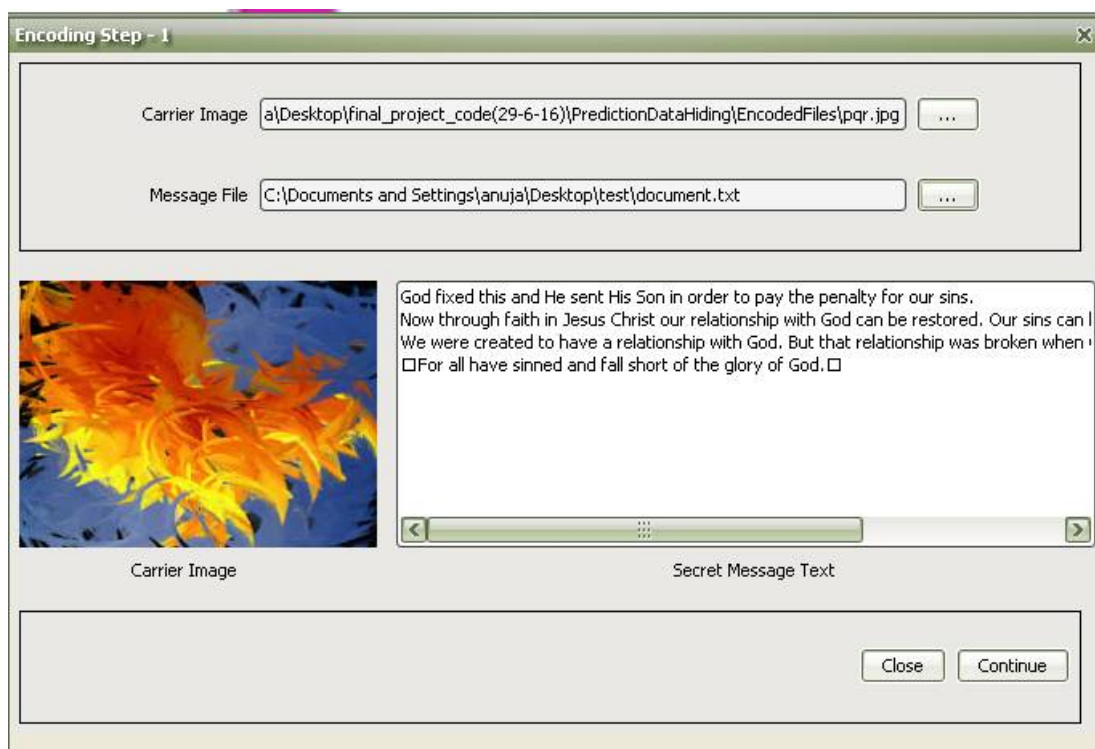 Encoding Step - 1
Carrier Image a\Desktop\final_project_code(29-6-16)\PredictionDataHiding\EncodedFiles\pqr.jpg ...
Message File C:\Documents and Settings\anuja\Desktop\test\document.txt ...
God fixed this and He sent His Son in order to pay the penalty for our sins.
Now through faith in Jesus Christ our relationship with God can be restored. Our sins can
We were created to have a relationship with God. But that relationship was broken when
□For all have sinned and fall short of the glory of God.□
Carrier Image
Secret Message Text
Close Continue